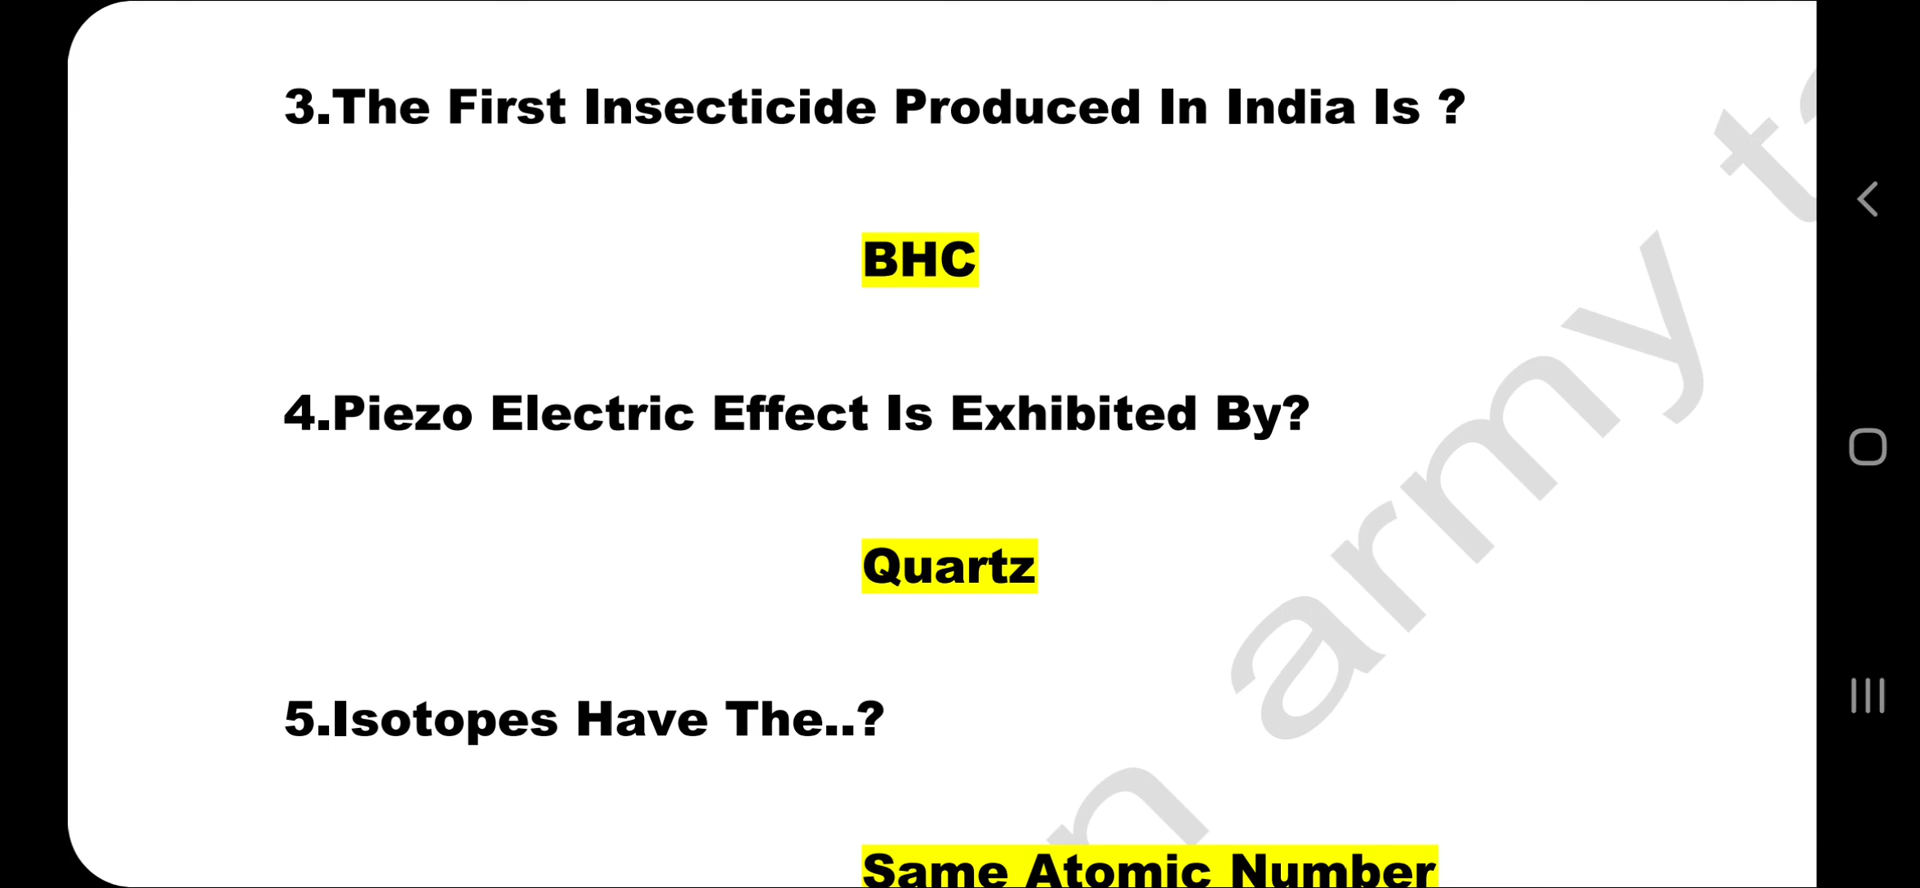 3.The First Insecticide Produced In India Is ?
BHC
4.Piezo Electric Effect Is Exhibited By?
Quartz
5.Isotopes Have The..?
Same Atomic Number
army